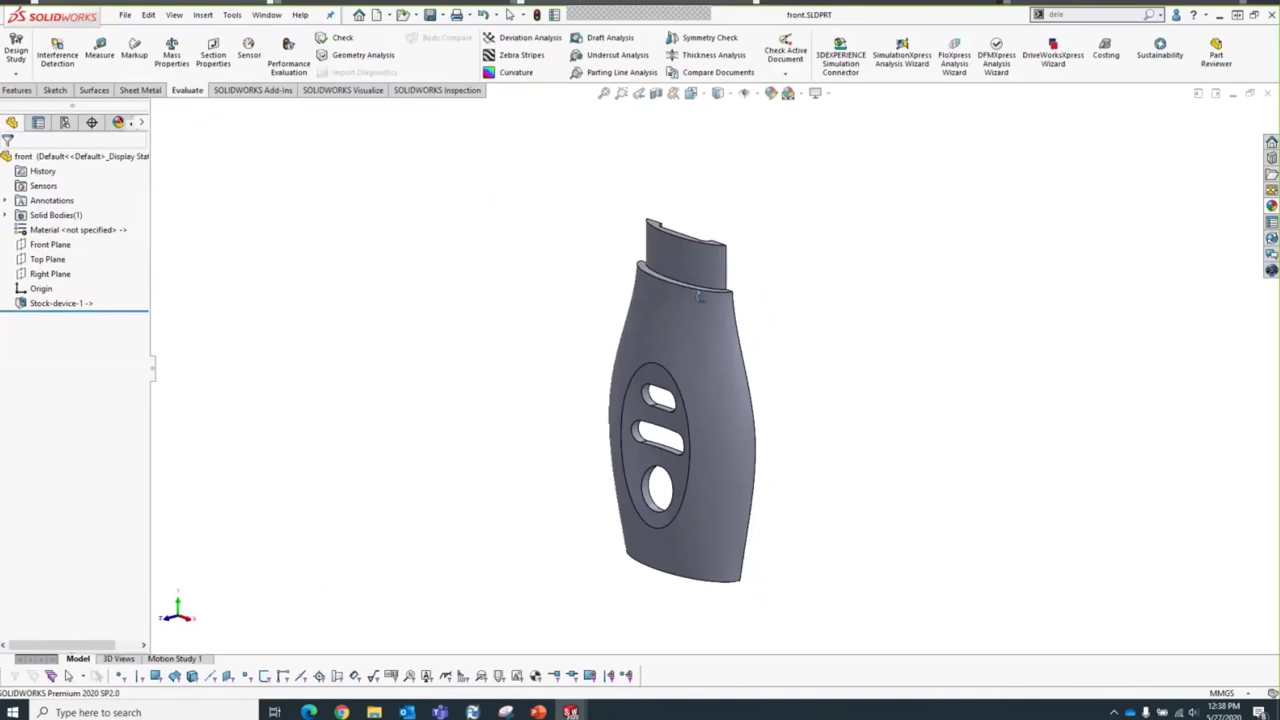 SOLIDWORKS
File Edit View Insert Tools Window Help
front.SLDPRT
dele
Design Study
Interference Detection
Measure
Markup
Mass Properties
Section Properties
Sensor
Performance Evaluation
Check
Geometry Analysis
Import Diagnostics
Body Compare
Deviation Analysis
Zebra Stripes
Curvature
Draft Analysis
Undercut Analysis
Parting Line Analysis
Symmetry Check
Thickness Analysis
Compare Documents
Check Active Document
3DEXPERIENCE Simulation Connector
SimulationXpress Analysis Wizard
FloXpress Analysis Wizard
DFMXpress Analysis Wizard
DriveWorksXpress Wizard
Costing
Sustainability
Part Reviewer
Features Sketch Surfaces Sheet Metal Evaluate SOLIDWORKS Add-Ins SOLIDWORKS Visualize SOLIDWORKS Inspection
front (Default<<Default>_Display Stat
History
Sensors
Annotations
Solid Bodies(1)
Material <not specified> ->
Front Plane
Top Plane
Right Plane
Origin
Stock-device-1 ->
Y
Z
X
Model 3D Views Motion Study 1
SOLIDWORKS Premium 2020 SP2.0
MMGS
Type here to search
12:38 PM
5/27/2020